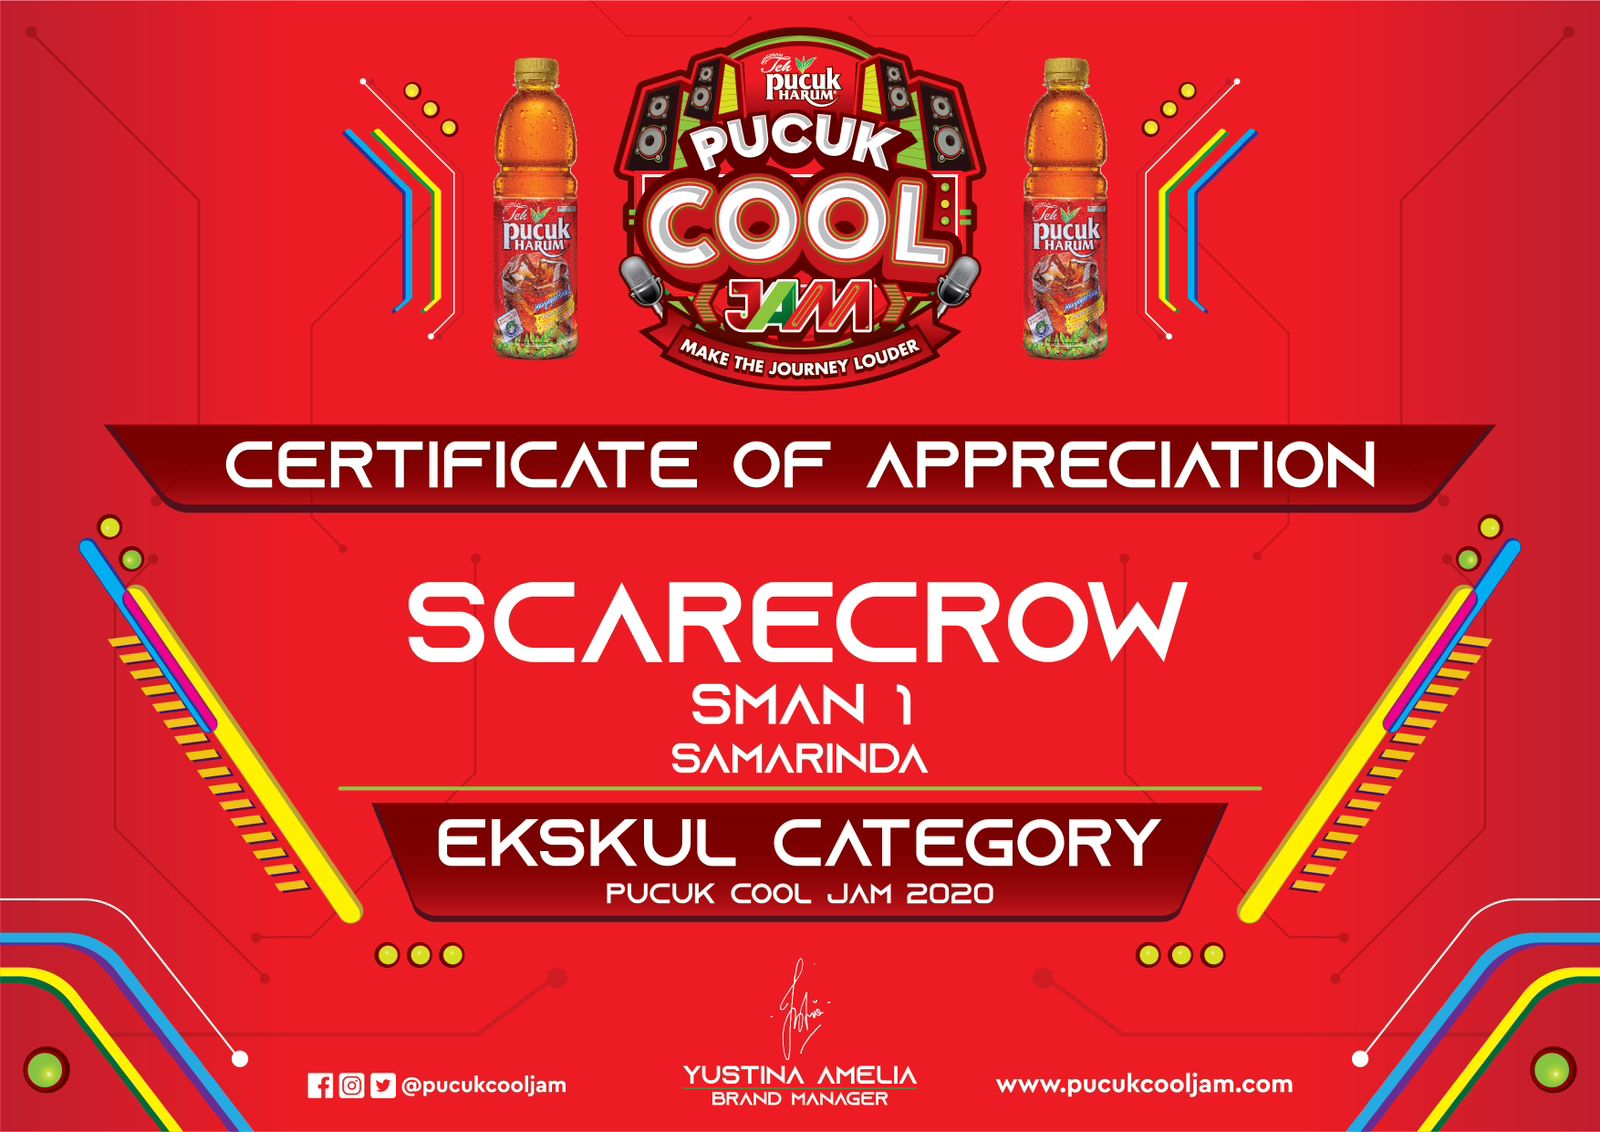 Teh
pucuk
HARUM
PUCUK
COOL
JAM
MAKE THE JOURNEY LOUDER
Teh
pucuk
HARUM
Teh
pucuk
HARUM
CERTIFICATE OF APPRECIATION
SCARECROW
SMAN 1
SAMARINDA
EKSKUL CATEGORY
PUCUK COOL JAM 2020
YUSTINA AMELIA
BRAND MANAGER
@pucukcooljam
www.pucukcooljam.com